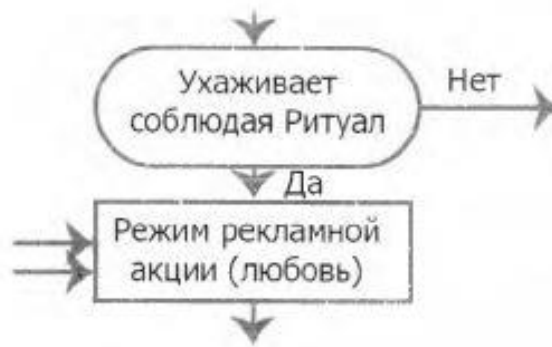 Ухаживает
соблюдая Ритуал
Нет
Да
Режим рекламной
акции (любовь)